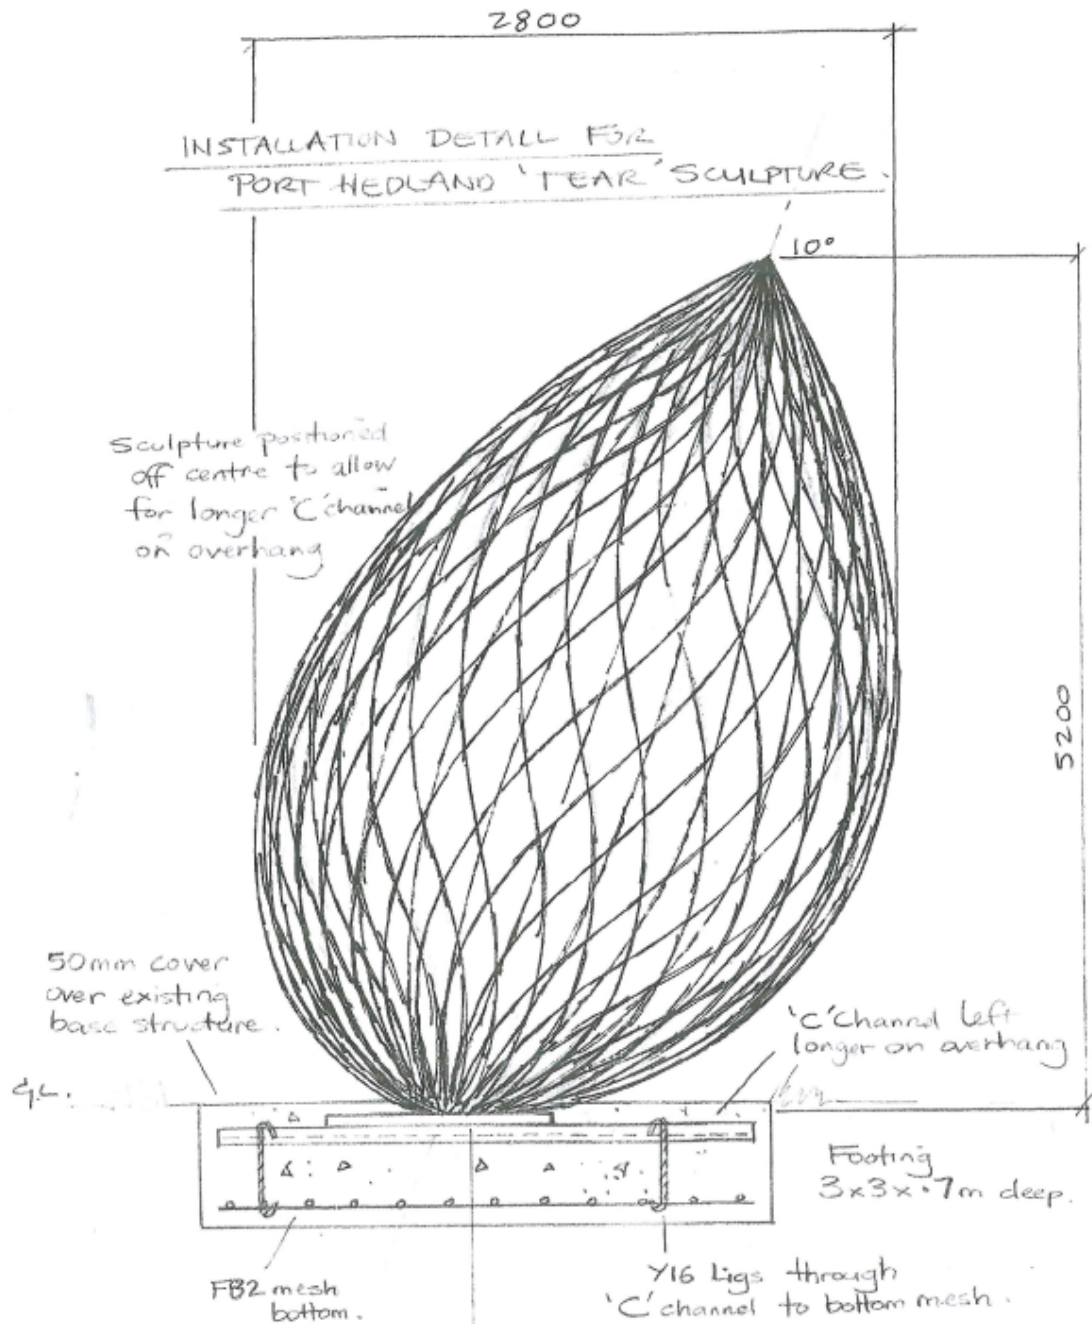 2800
INSTALLATION DETAIL FOR
PORT HEDLAND 'TEAR' SCULPTURE.
10°
Sculpture positioned
off centre to allow
for longer 'C' channel
on overhang
5200
50mm cover
over existing
base structure.
'C' Channel left
longer on overhang
G.L.
Footing
3x3x.7m deep.
F82 mesh
bottom.
Y16 Ligs through
'C' channel to bottom mesh.